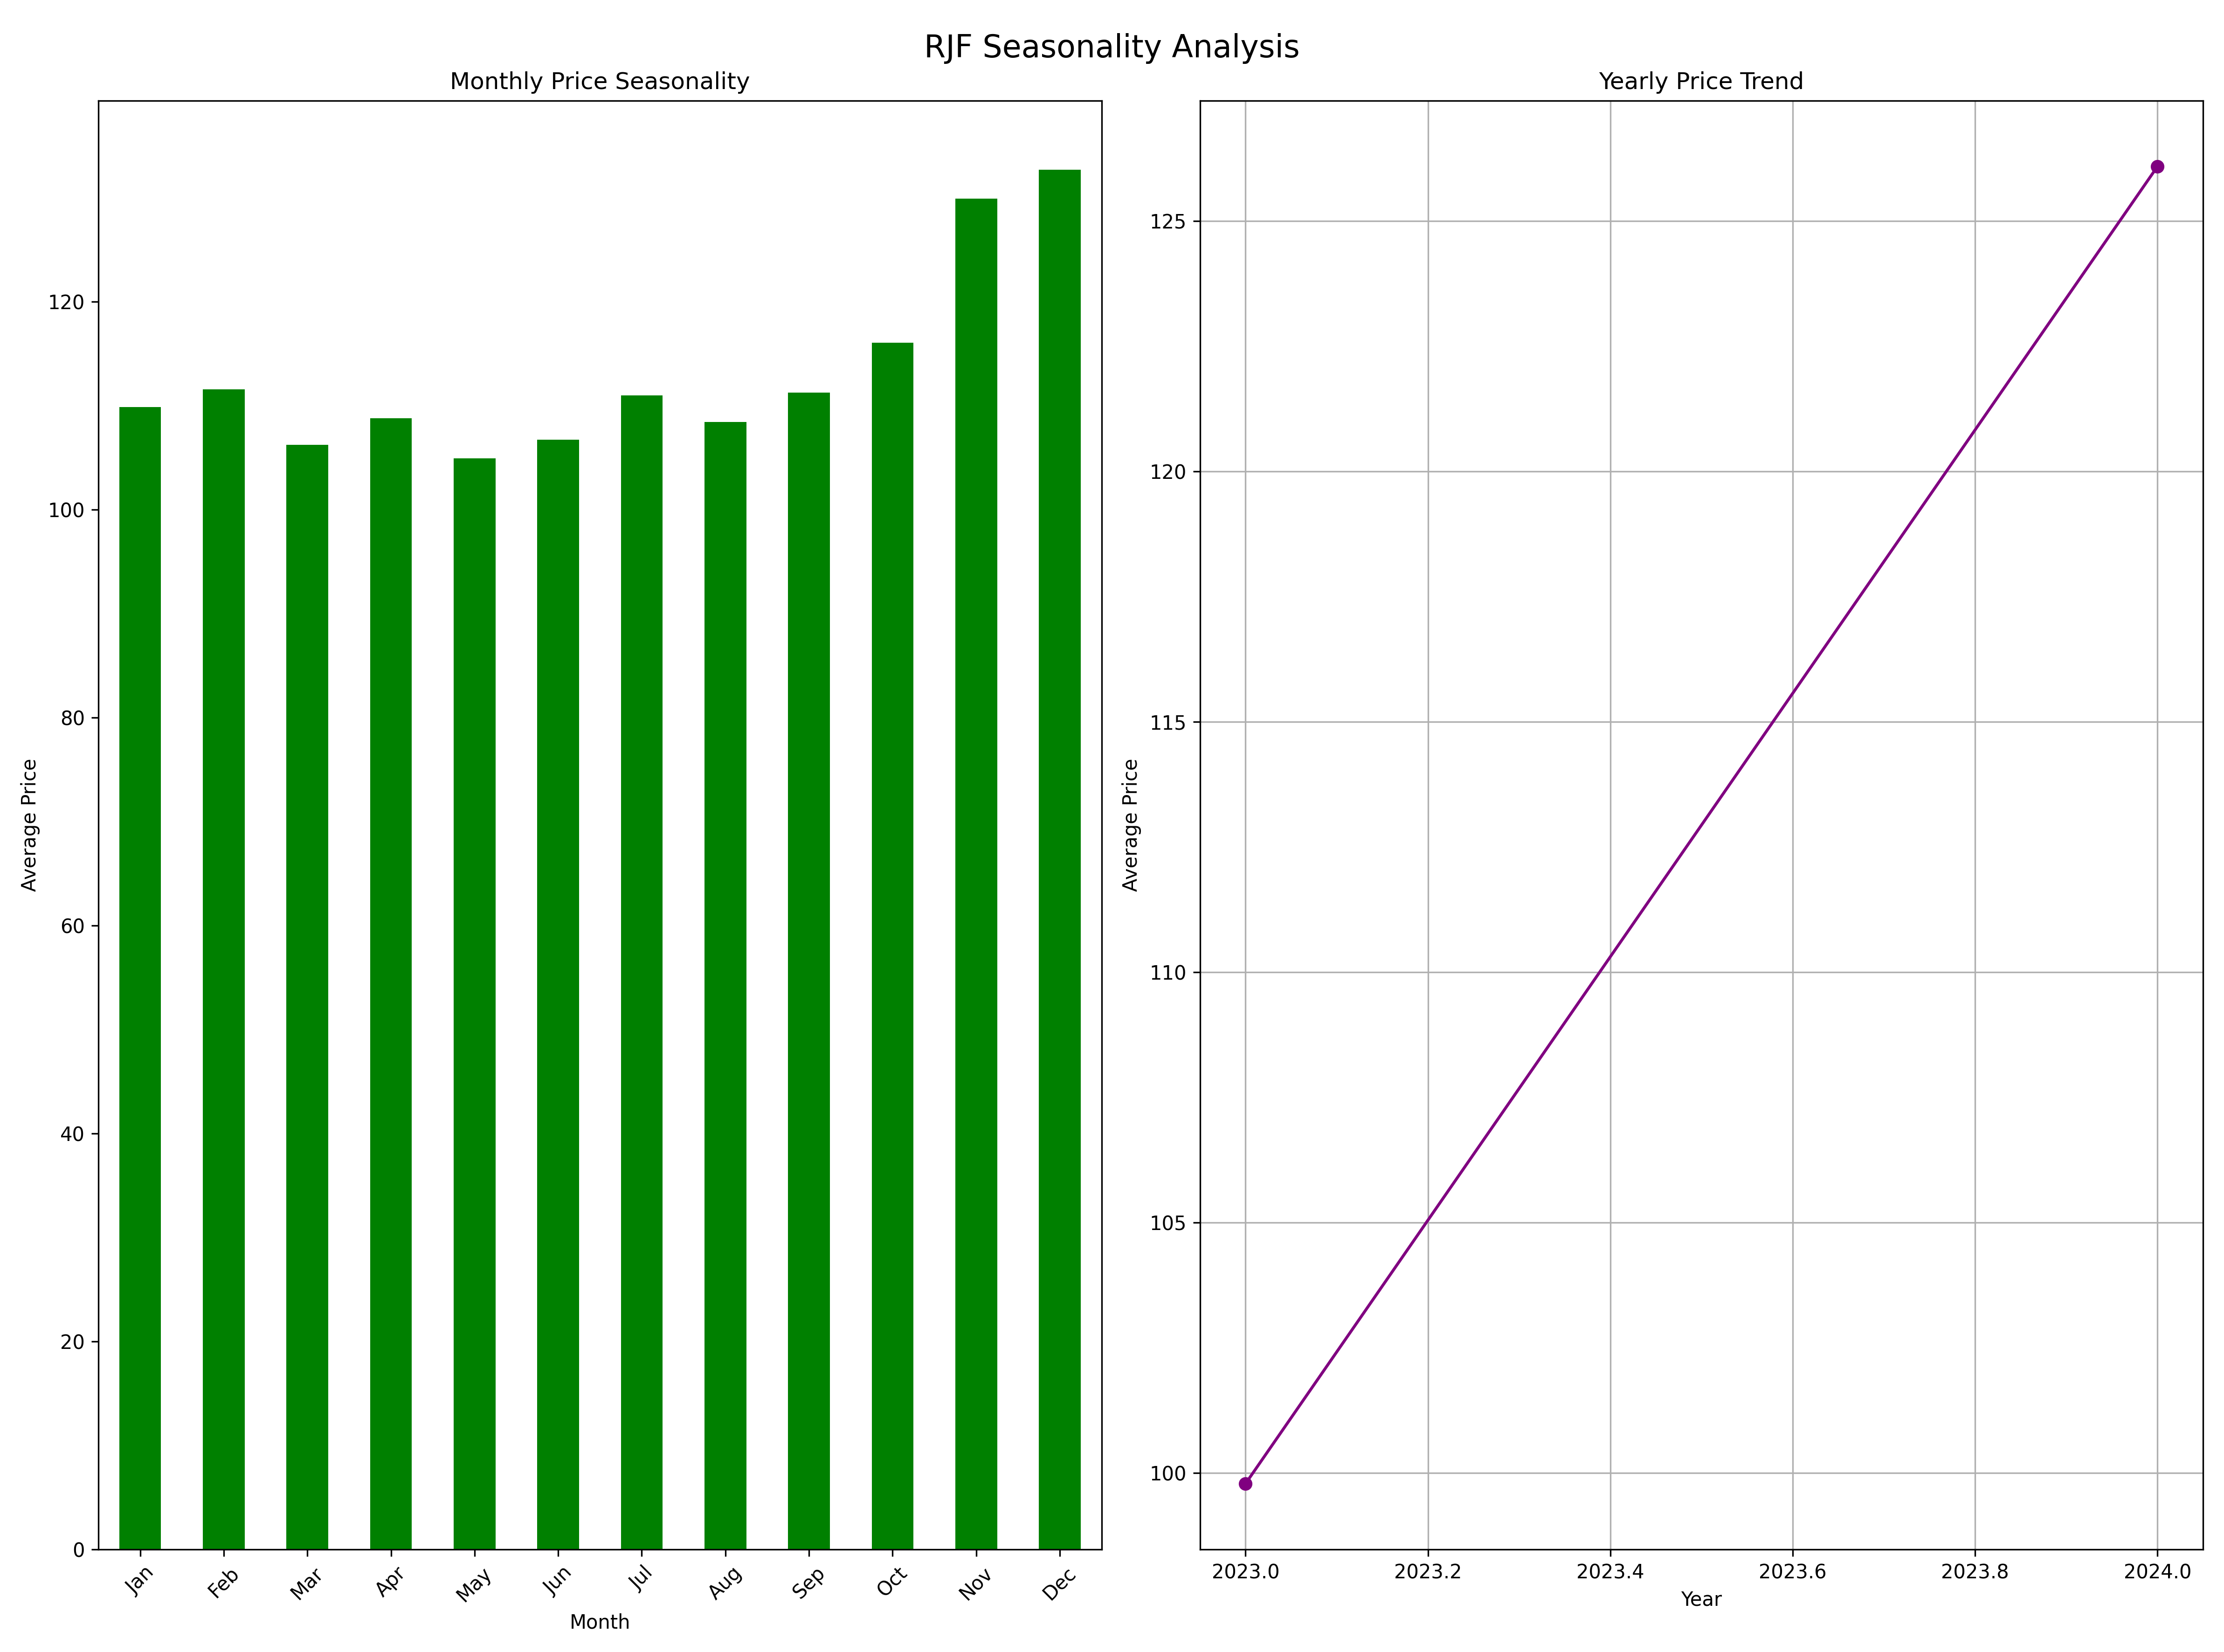 RJF Seasonality Analysis
Monthly Price Seasonality
Average Price
120
100
80
60
40
20
0
Jan Feb Mar Apr May Jun Jul Aug Sep Oct Nov Dec
Month
Yearly Price Trend
Average Price
125
120
115
110
105
100
2023.0 2023.2 2023.4 2023.6 2023.8 2024.0
Year